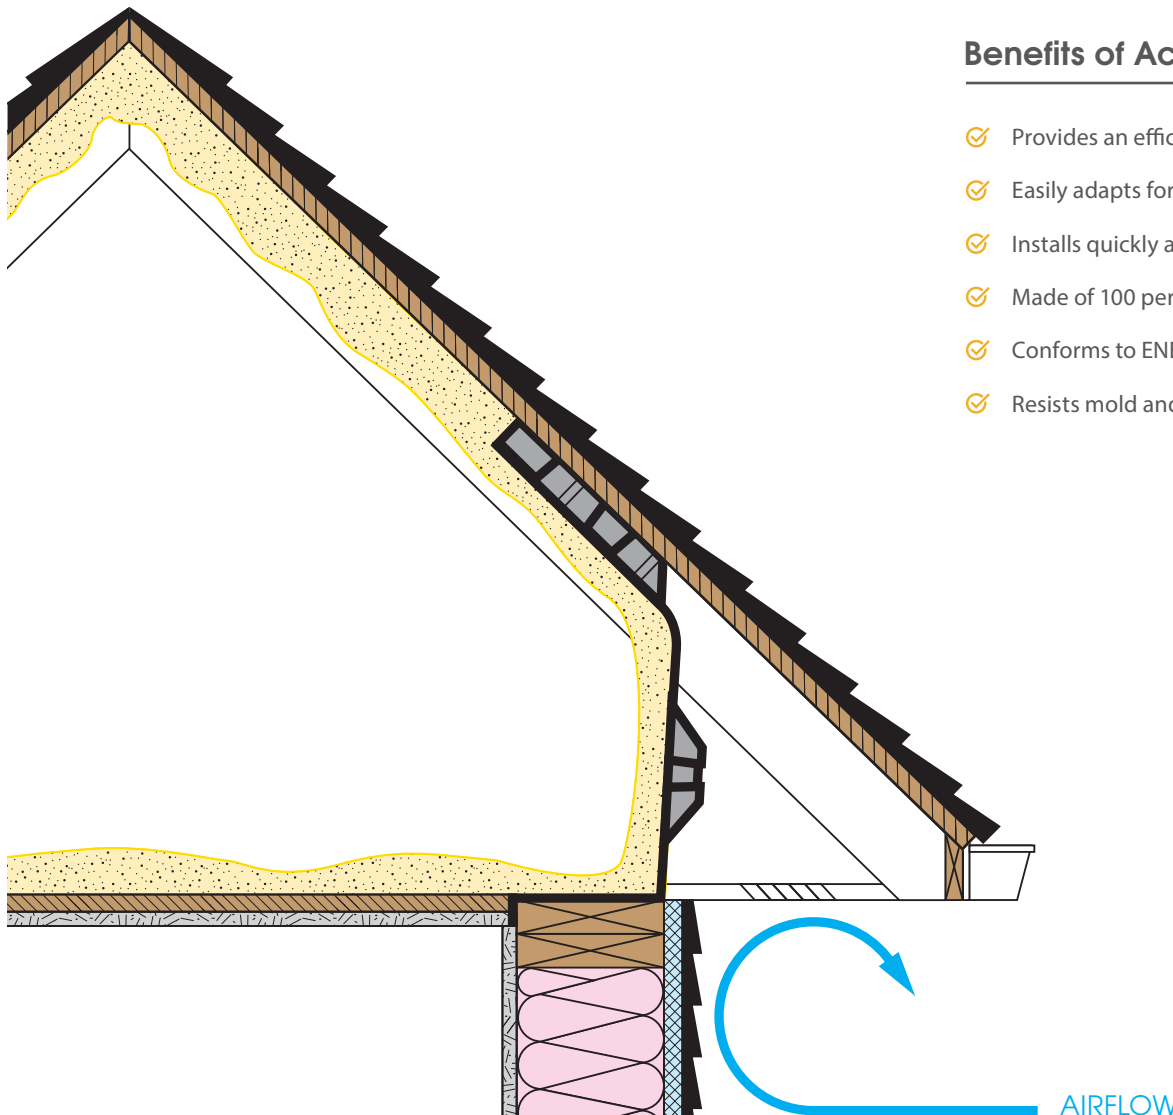 Benefits of Ac
Provides an effic
Easily adapts for
Installs quickly a
Made of 100 per
Conforms to ENE
Resists mold and
AIRFLOW